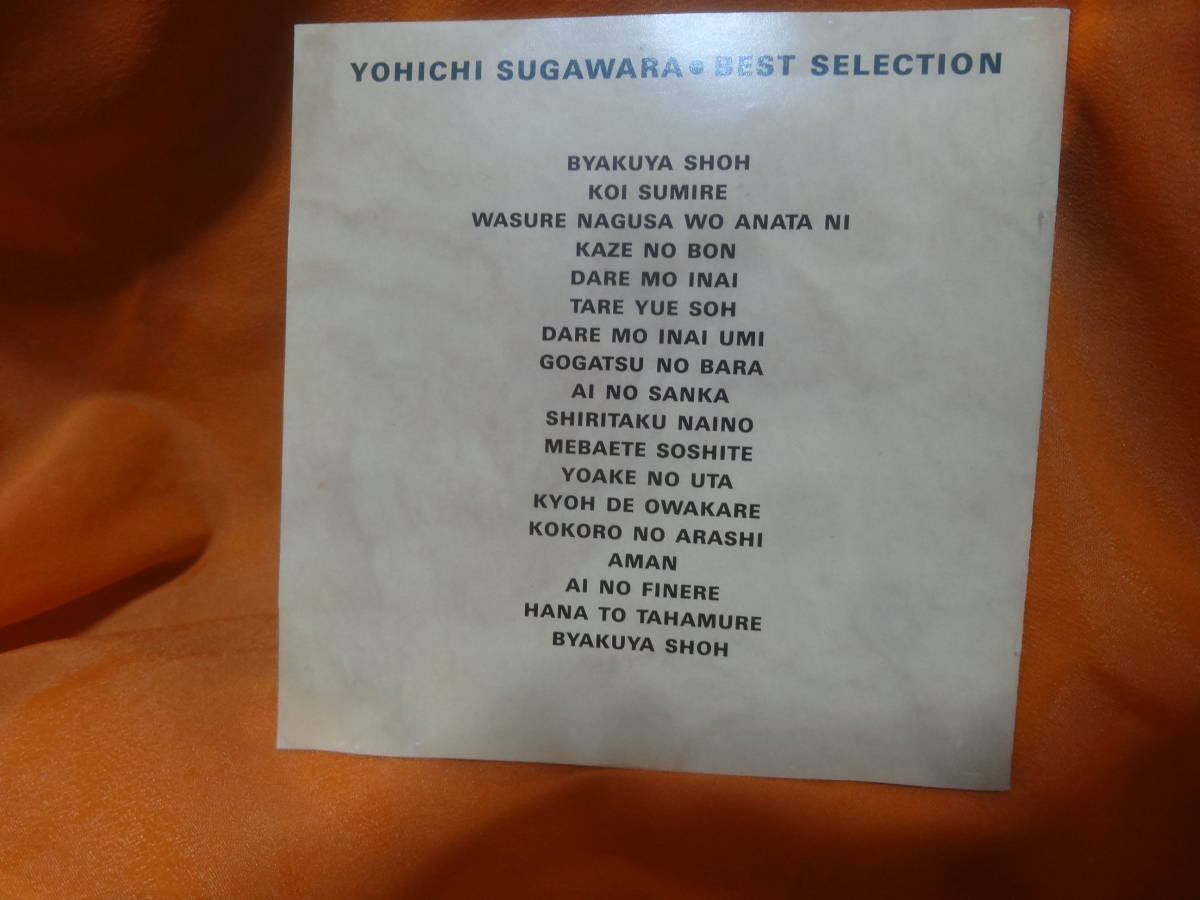 YOHICHI SUGAWARA● BEST SELECTION
BYAKUYA SHOH
KOI SUMIRE
WASURE NAGUSA WO ANATA NI
KAZE NO BON
DARE MO INAI
TARE YUE SOH
DARE MO INAI UMI
GOGATSU NO BARA
AI NO SANKA
SHIRITAKU NAINO
MEBAETE SOSHITE
YOAKE NO UTA
KYOH DE OWAKARE
KOKORO NO ARASHI
AMAN
AI NO FINERE
HANA TO TAHAMURE
BYAKUYA SHOH